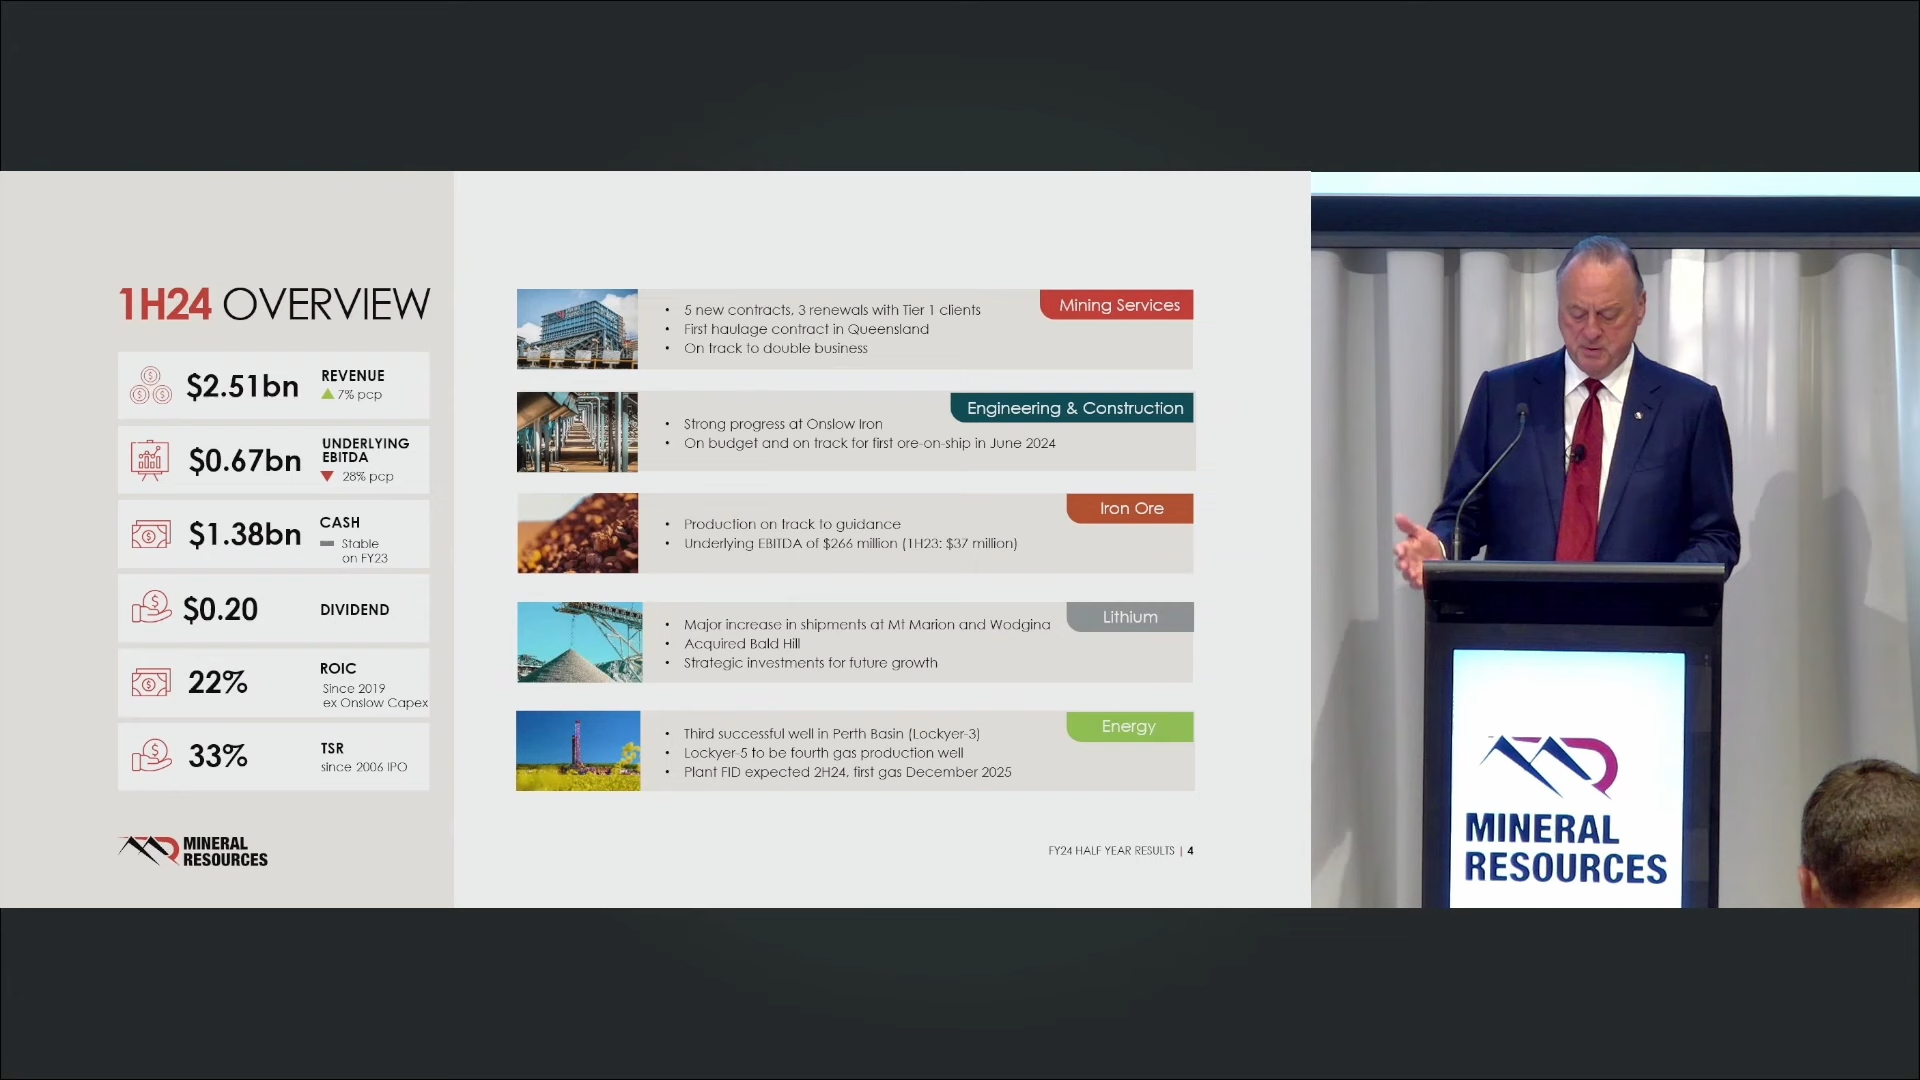 1H24 OVERVIEW
$2.51bn
REVENUE
7% pcp
$0.67bn
UNDERLYING
EBITDA
28% pcp
$1.38bn
CASH
Stable
on FY23
$0.20
DIVIDEND
22%
ROIC
Since 2019
ex Onslow Capex
33%
TSR
since 2006 IPO
MINERAL
RESOURCES
Mining Services
• 5 new contracts, 3 renewals with Tier 1 clients
• First haulage contract in Queensland
• On track to double business
Engineering & Construction
• Strong progress at Onslow Iron
• On budget and on track for first ore-on-ship in June 2024
Iron Ore
• Production on track to guidance
• Underlying EBITDA of $266 million (1H23: $37 million)
Lithium
• Major increase in shipments at Mt Marion and Wodgina
• Acquired Bald Hill
• Strategic investments for future growth
Energy
• Third successful well in Perth Basin (Lockyer-3)
• Lockyer-5 to be fourth gas production well
• Plant FID expected 2H24, first gas December 2025
FY24 HALF YEAR RESULTS | 4
MINERAL
RESOURCES